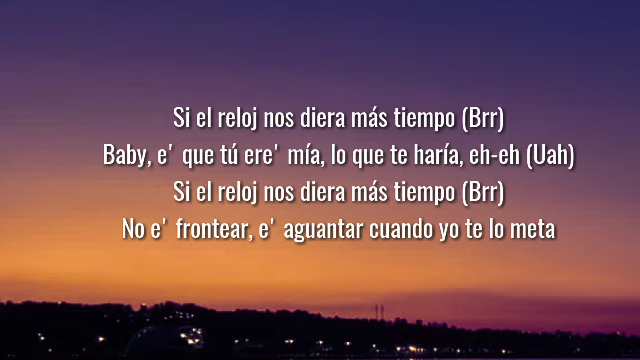 Si el reloj nos diera más tiempo (Brr)
Baby, e' que tú ere' mía, lo que te haría, eh-eh (Uah)
Si el reloj nos diera más tiempo (Brr)
No e' frontear, e' aguantar cuando yo te lo meta